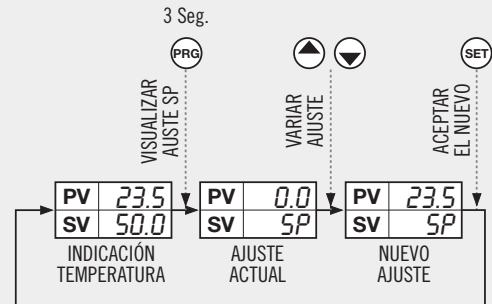 3 Seg.
PRG
SET
VISUALIZAR
AUSTE SP
VARIAR
AJUSTE
ACEPTAR
EL NUEVO
PV 23.5
SV 50.0
PV 0.0
SV SP
PV 23.5
SV SP
INDICACIÓN
TEMPERATURA
AJUSTE
ACTUAL
NUEVO
AJUSTE